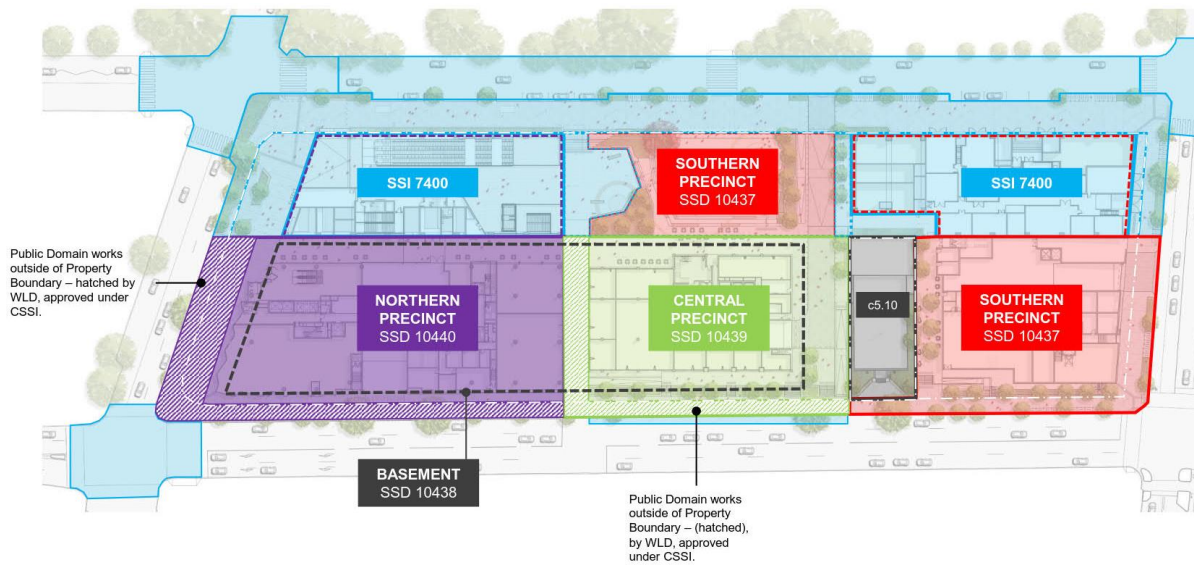 SOUTHERN
PRECINCT
SSD 10437
SSI 7400
SSI 7400
Public Domain works
outside of Property
Boundary – hatched by
WLD, approved under
CSSI.
NORTHERN
PRECINCT
SSD 10440
CENTRAL
PRECINCT
SSD 10439
c5.10
SOUTHERN
PRECINCT
SSD 10437
BASEMENT
SSD 10438
Public Domain works
outside of Property
Boundary – (hatched),
by WLD, approved
under CSSI.